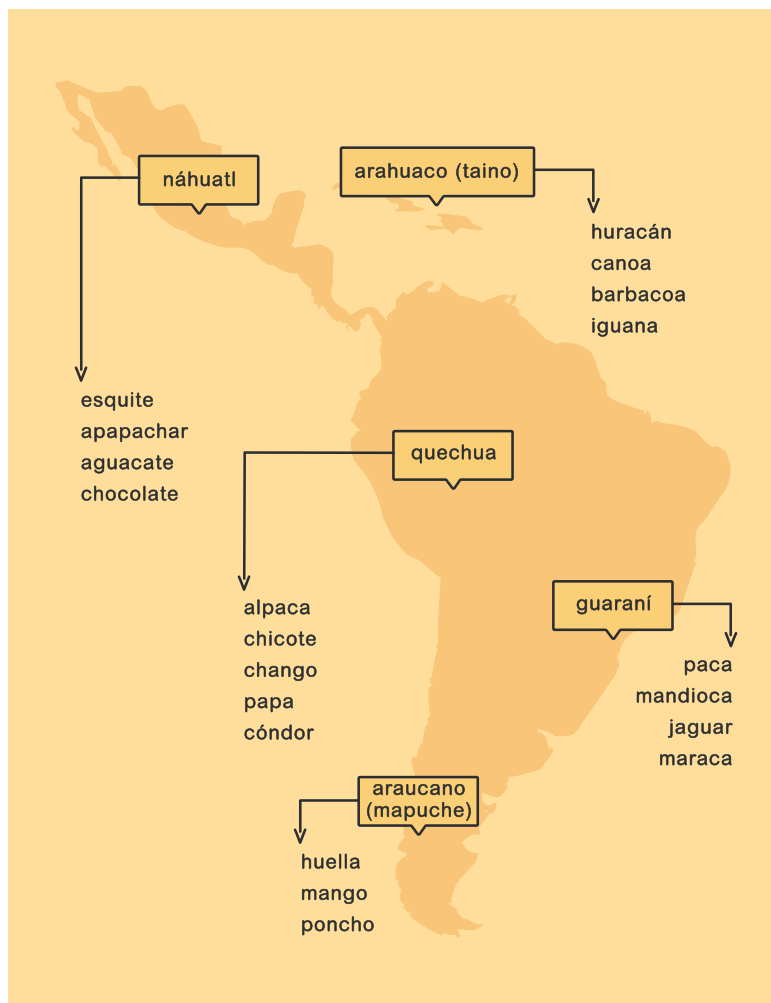 náhuatl
esquite
apapachar
aguacate
chocolate
arahuaco (taino)
huracán
canoa
barbacoa
iguana
quechua
alpaca
chicote
chango
papa
cóndor
guaraní
paca
mandioca
jaguar
maraca
araucano
(mapuche)
huella
mango
poncho